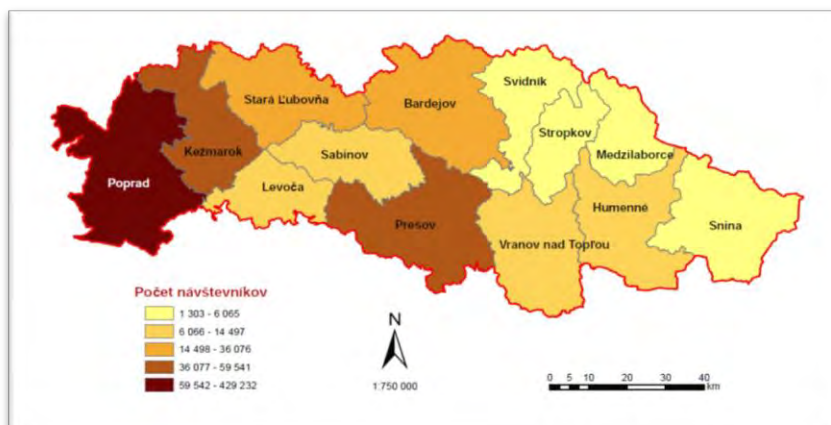 Svidník
Stará Ľubovňa
Bardejov
Stropkov
Kežmarok
Sabinov
Medzilaborce
Poprad
Levoča
Humenné
Prešov
Snina
Vranov nad Topľou
Počet návštevníkov
1 303 - 6 065
6 066 - 14 497
14 498 - 36 076
36 077 - 59 541
59 542 - 429 232
N
1:750 000
0 5 10 20 30 40
km